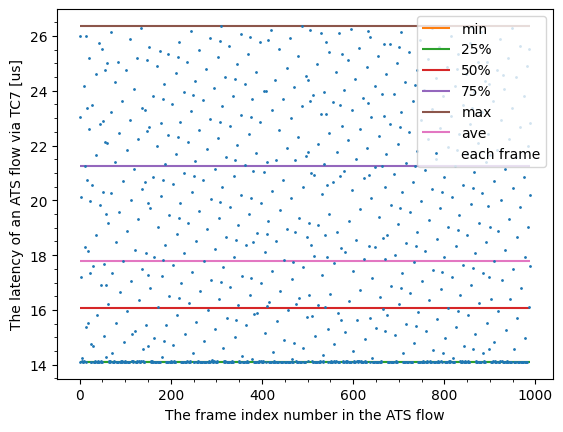 26
24
22
20
18
16
14
0
200
400
600
800
1000
The latency of an ATS flow via TC7 [us]
The frame index number in the ATS flow
min
25%
50%
75%
max
ave
each frame